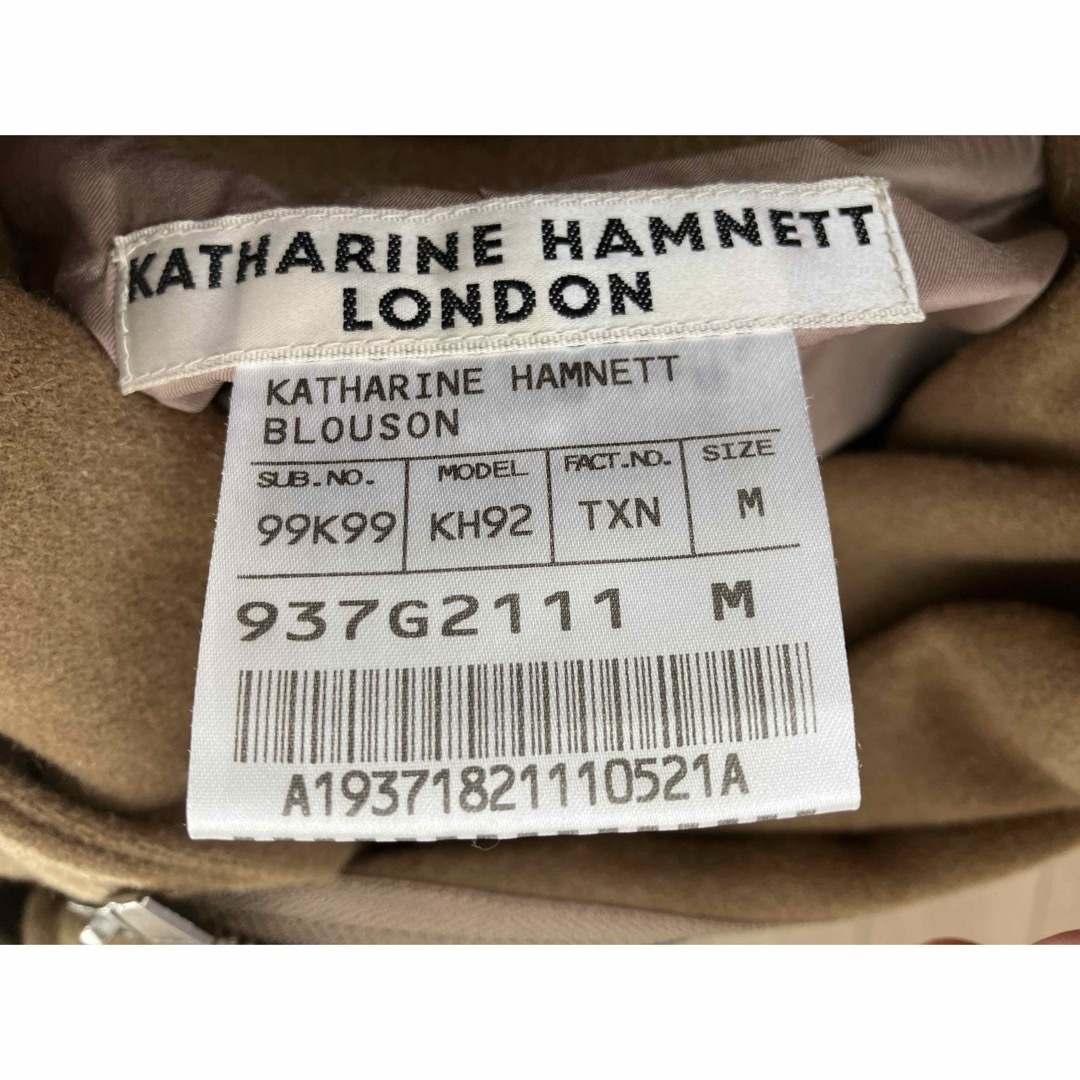 KATHARINE HAMNETT
LONDON
KATHARINE HAMNETT
BLOUSON
SUB.NO. MODEL FACT.NO. SIZE
99K99 KH92 TXN M
937G2111 M
A19371821110521A